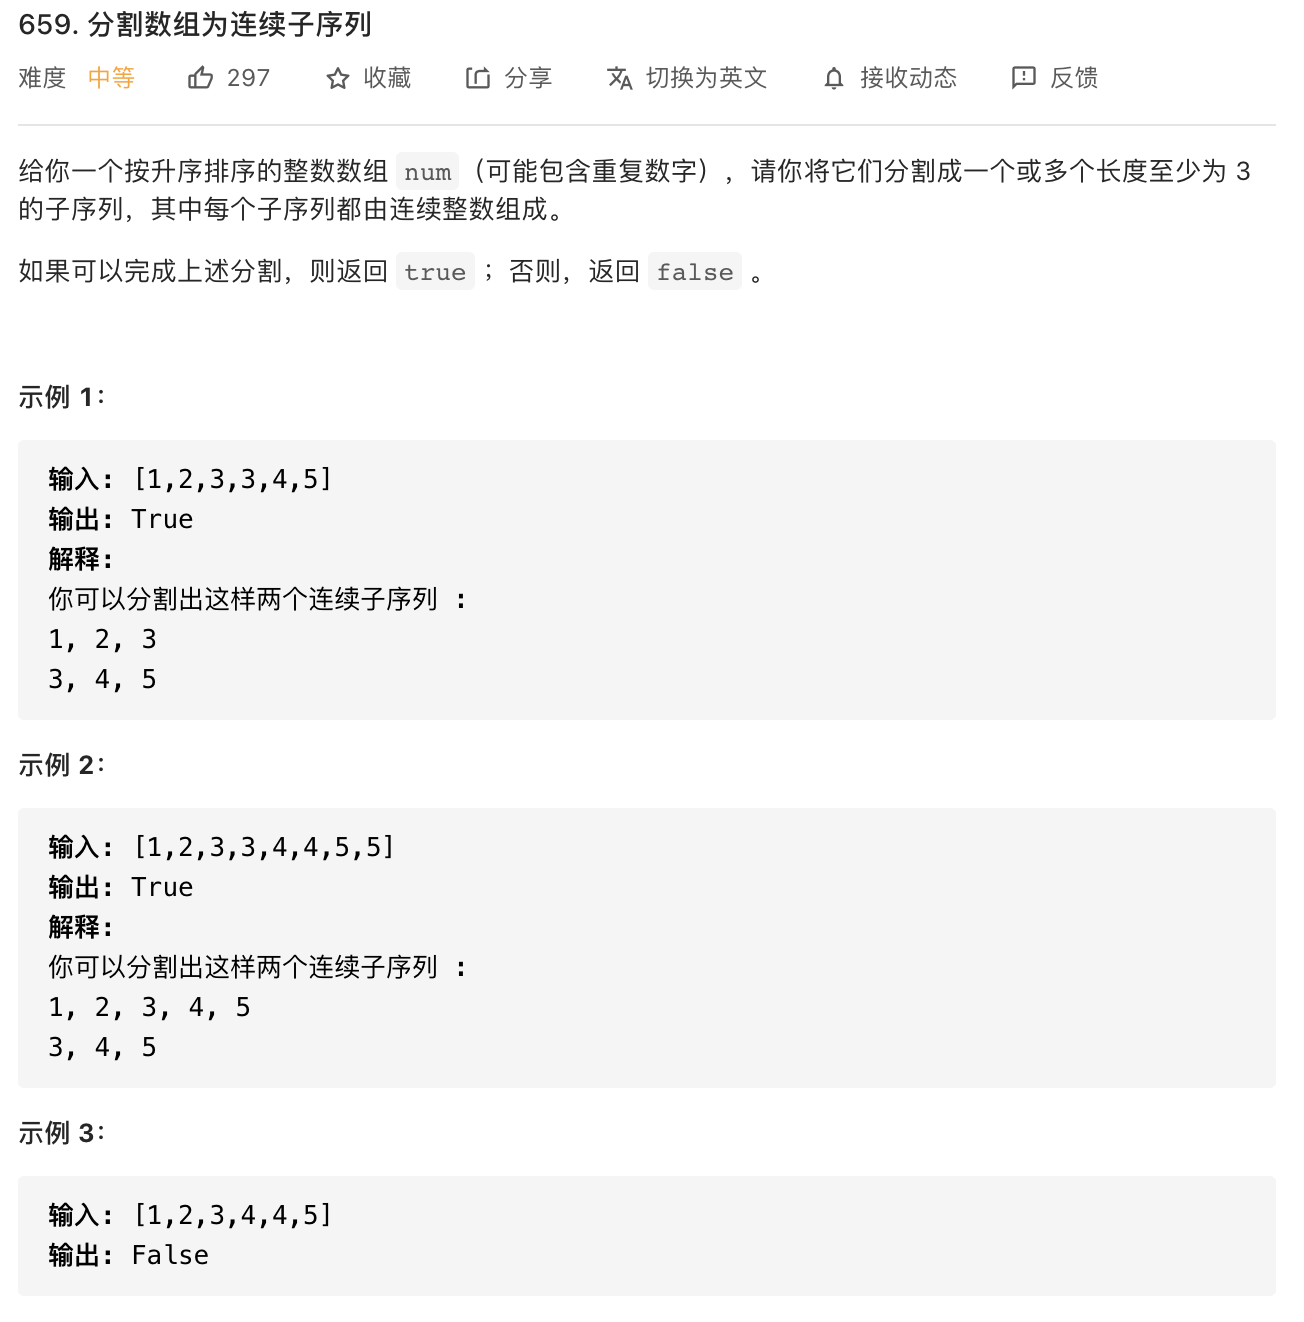 659. 分割数组为连续子序列
难度 中等 297 收藏 分享 切换为英文 接收动态 反馈
给你一个按升序排序的整数数组 num（可能包含重复数字），请你将它们分割成一个或多个长度至少为 3
的子序列，其中每个子序列都由连续整数组成。
如果可以完成上述分割，则返回 true ；否则，返回 false 。
示例 1：
输入: [1,2,3,3,4,5]
输出: True
解释:
你可以分割出这样两个连续子序列 :
1, 2, 3
3, 4, 5
示例 2：
输入: [1,2,3,3,4,4,5,5]
输出: True
解释:
你可以分割出这样两个连续子序列 :
1, 2, 3, 4, 5
3, 4, 5
示例 3：
输入: [1,2,3,4,4,5]
输出: False